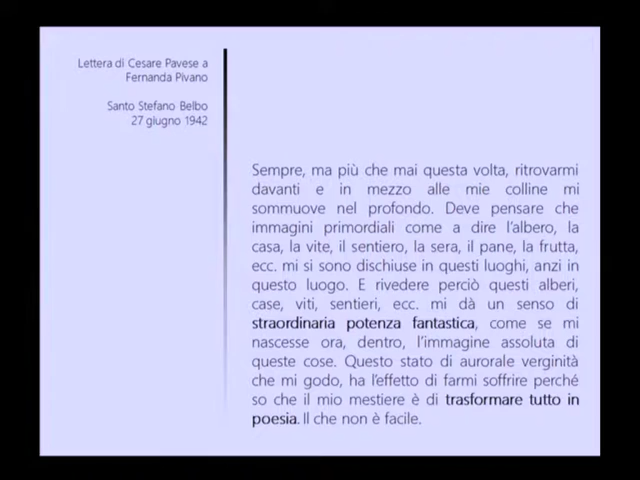 Lettera di Cesare Pavese a
Fernanda Pivano
Santo Stefano Belbo
27 giugno 1942
Sempre, ma più che mai questa volta, ritrovarmi
davanti e in mezzo alle mie colline mi
sommuove nel profondo. Deve pensare che
immagini primordiali come a dire l'albero, la
casa, la vite, il sentiero, la sera, il pane, la frutta,
ecc. mi si sono dischiuse in questi luoghi, anzi in
questo luogo. E rivedere perciò questi alberi,
case, viti, sentieri, ecc. mi dà un senso di
straordinaria potenza fantastica, come se mi
nascesse ora, dentro, l'immagine assoluta di
queste cose. Questo stato di aurorale verginità
che mi godo, ha l'effetto di farmi soffrire perché
so che il mio mestiere è di trasformare tutto in
poesia. Il che non è facile.